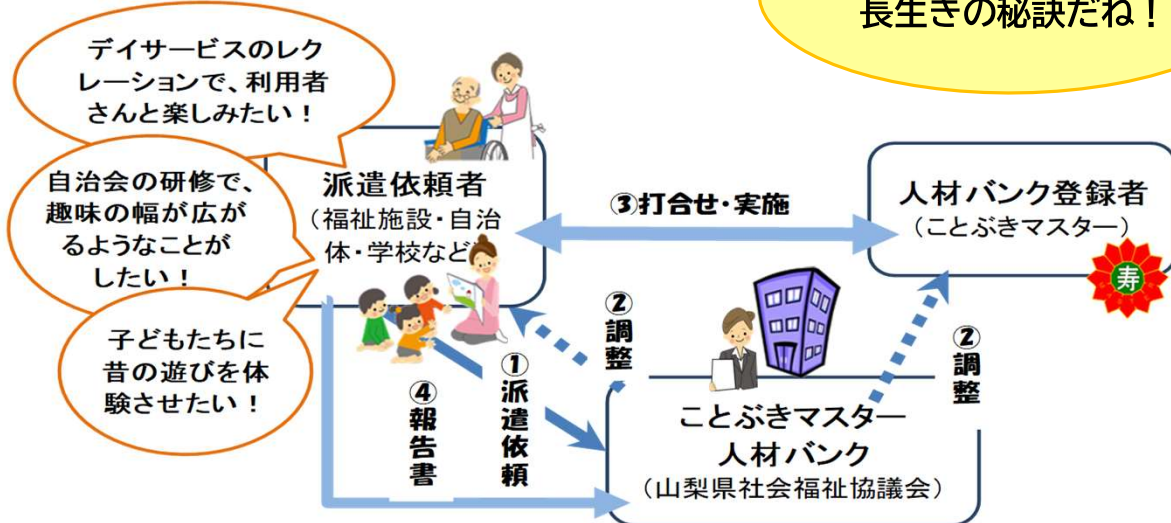 長生きの秘訣だね！
デイサービスのレク
レーションで、利用者
さんと楽しみたい！
自治会の研修で、
趣味の幅が広が
るようなことが
したい！
子どもたちに
昔の遊びを体
験させたい！
派遣依頼者
（福祉施設・自治
体・学校など
③打合せ・実施
人材バンク登録者
（ことぶきマスター）
寿
②調整
①派遣依頼
④報告書
②調整
ことぶきマスター
人材バンク
（山梨県社会福祉協議会）